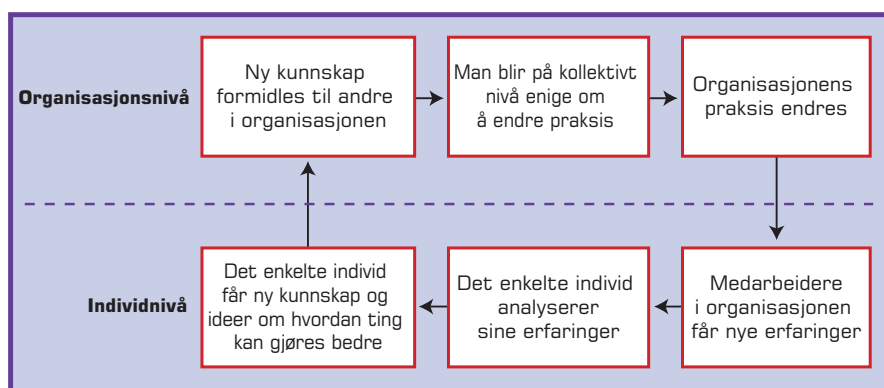 Organisasjonsnivå
Ny kunnskap
formidles til andre
i organisasjonen
Man blir på kollektivt
nivå enige om
å endre praksis
Organisasjonens
praksis endres
Individnivå
Det enkelte individ
får ny kunnskap og
ideer om hvordan ting
kan gjøres bedre
Det enkelte individ
analyserer
sine erfaringer
Medarbeidere
i organisasjonen
får nye erfaringer